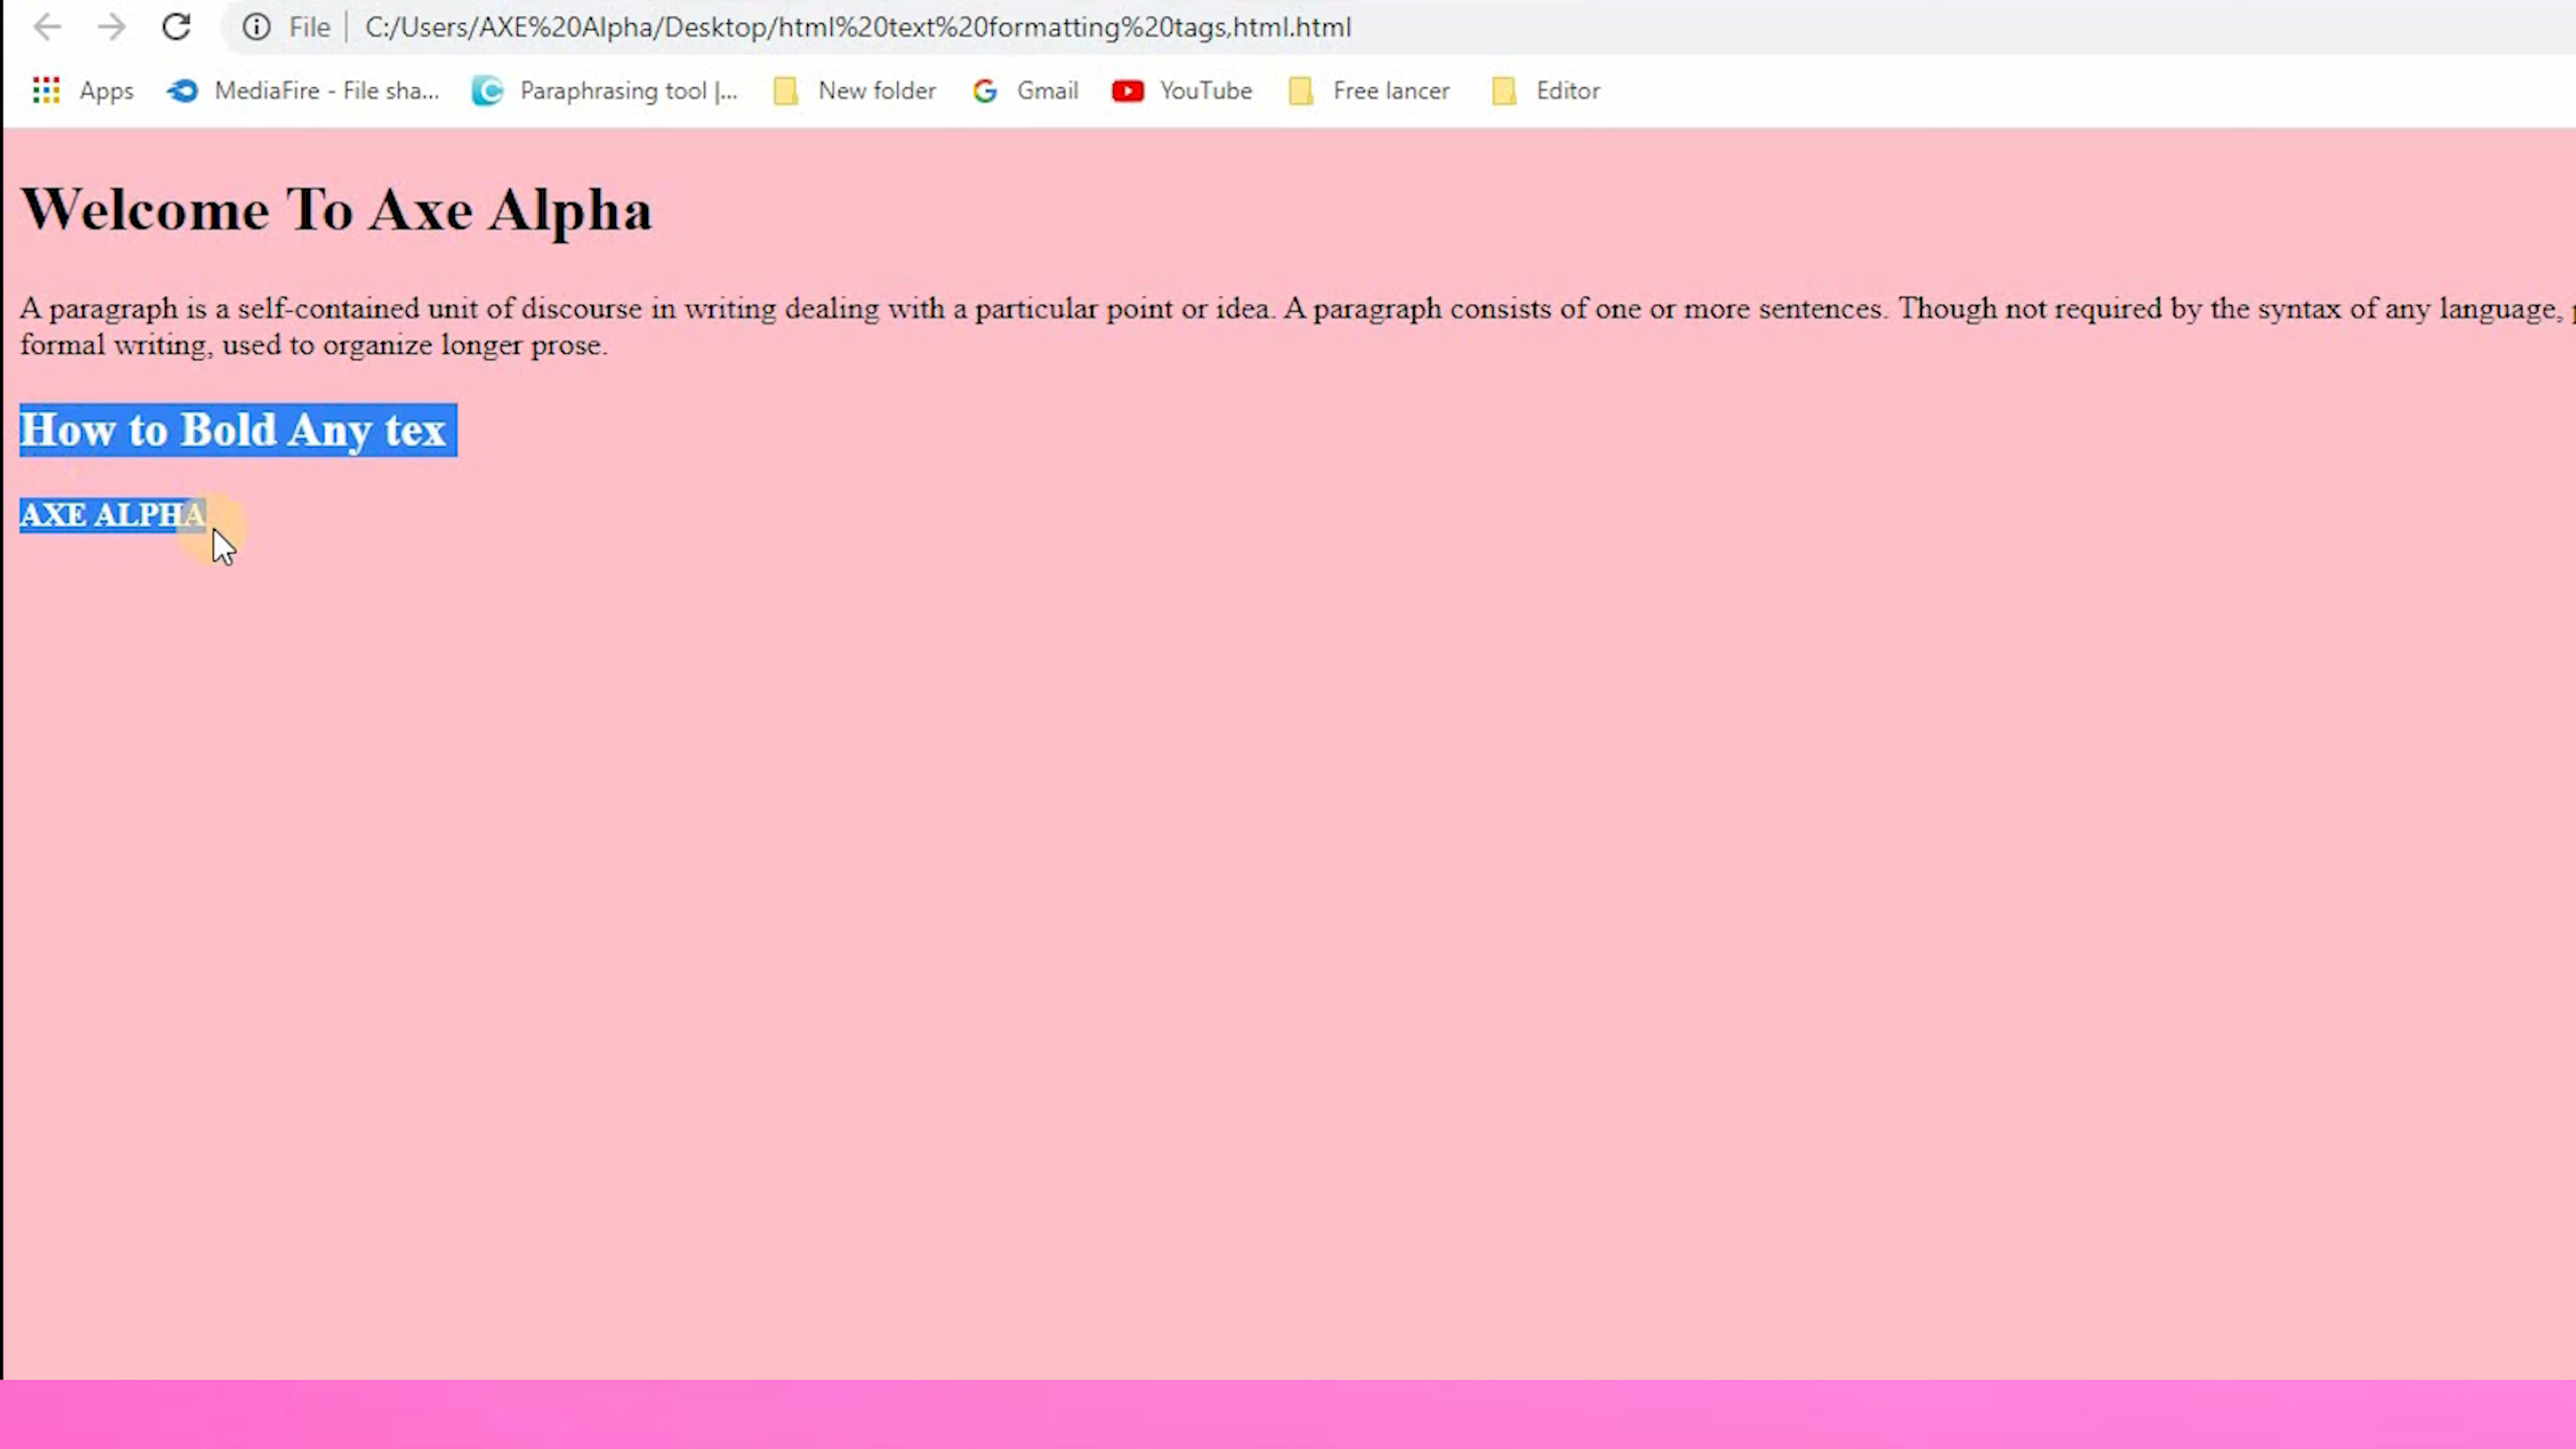 File | C:/Users/AXE%20Alpha/Desktop/html%20text%20formatting%20tags,html.html
Apps MediaFire - File sha... Paraphrasing tool |... New folder Gmail YouTube Free lancer Editor
Welcome To Axe Alpha
A paragraph is a self-contained unit of discourse in writing dealing with a particular point or idea. A paragraph consists of one or more sentences. Though not required by the syntax of any language,
formal writing, used to organize longer prose.
How to Bold Any tex
AXE ALPHA